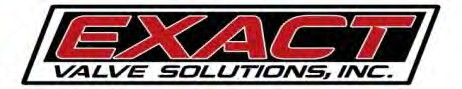 EXACT
VALVE SOLUTIONS, INC.